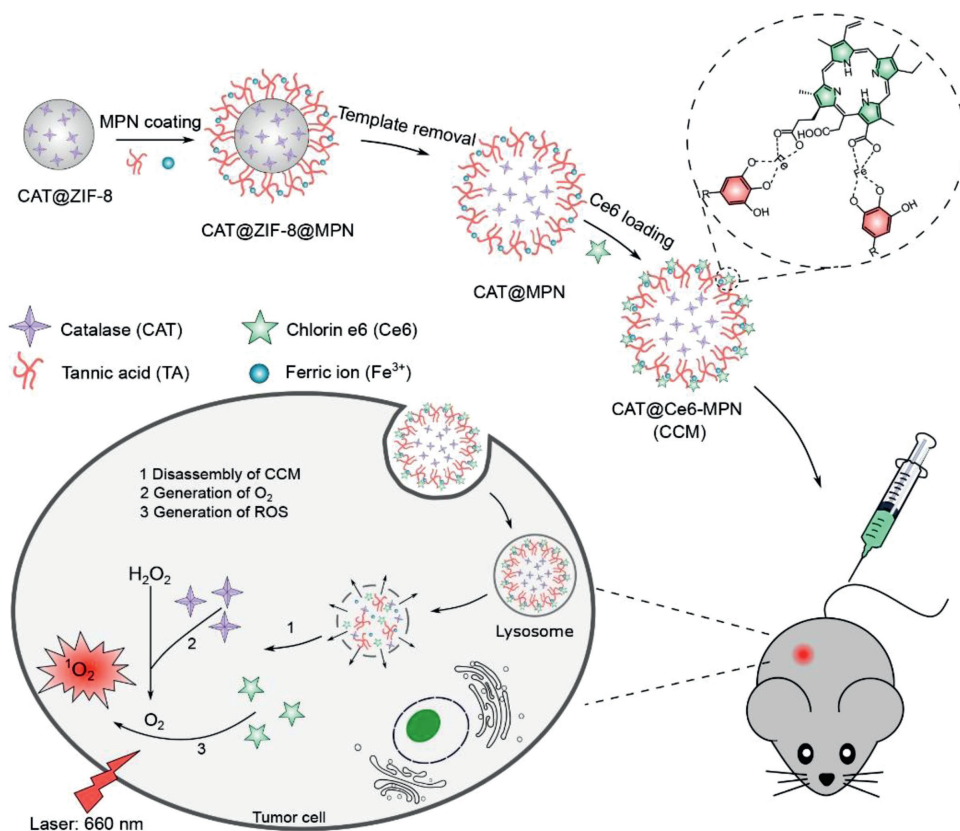 MPN coating
CAT@ZIF-8
CAT@ZIF-8@MPN
Template removal
CAT@MPN
Ce6 loading
CAT@Ce6-MPN
(CCM)
N
H
N
N
H
N
HOOC
O
O
O
O
Fe
Fe
O
O
OH
R
O
O
OH
R
Catalase (CAT)
Chlorin e6 (Ce6)
Tannic acid (TA)
Ferric ion (Fe³⁺)
1 Disassembly of CCM
2 Generation of O₂
3 Generation of ROS
H₂O₂
2
1
Lysosome
¹O₂
O₂
3
Tumor cell
Laser: 660 nm